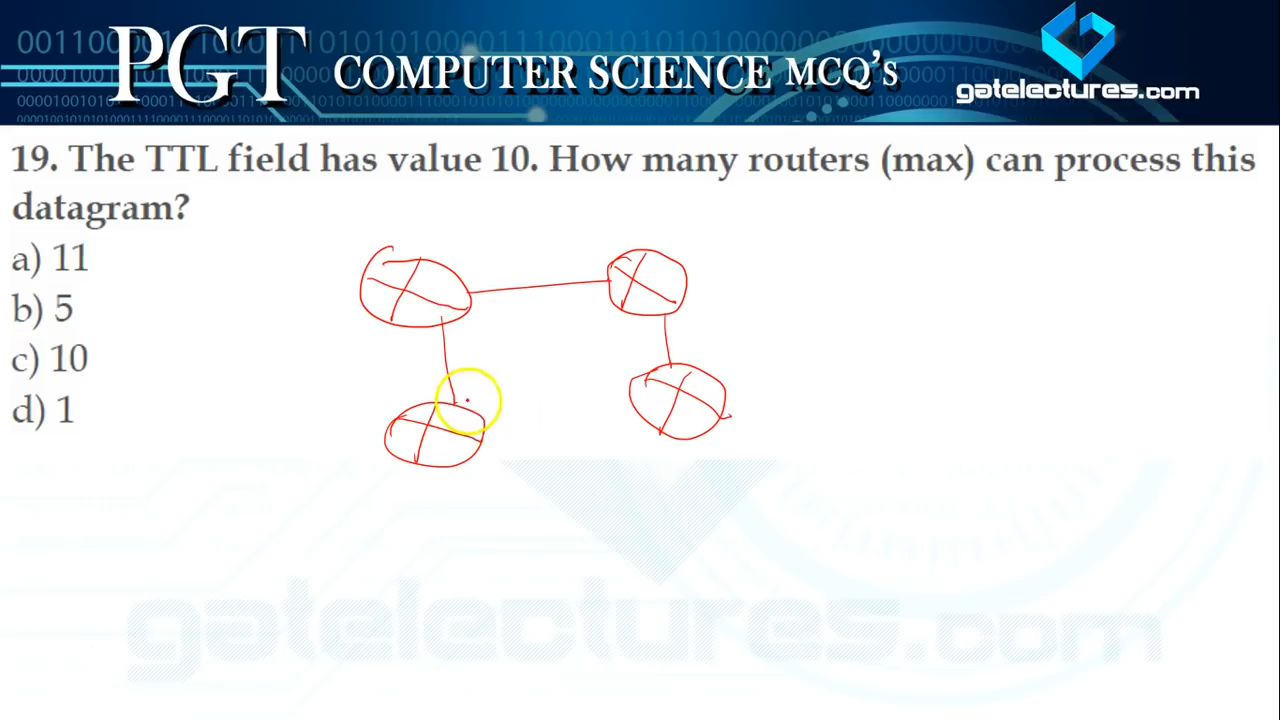 PGT COMPUTER SCIENCE MCQ's
gatelectures.com
19. The TTL field has value 10. How many routers (max) can process this
datagram?
a) 11
b) 5
c) 10
d) 1
gatelectures.com